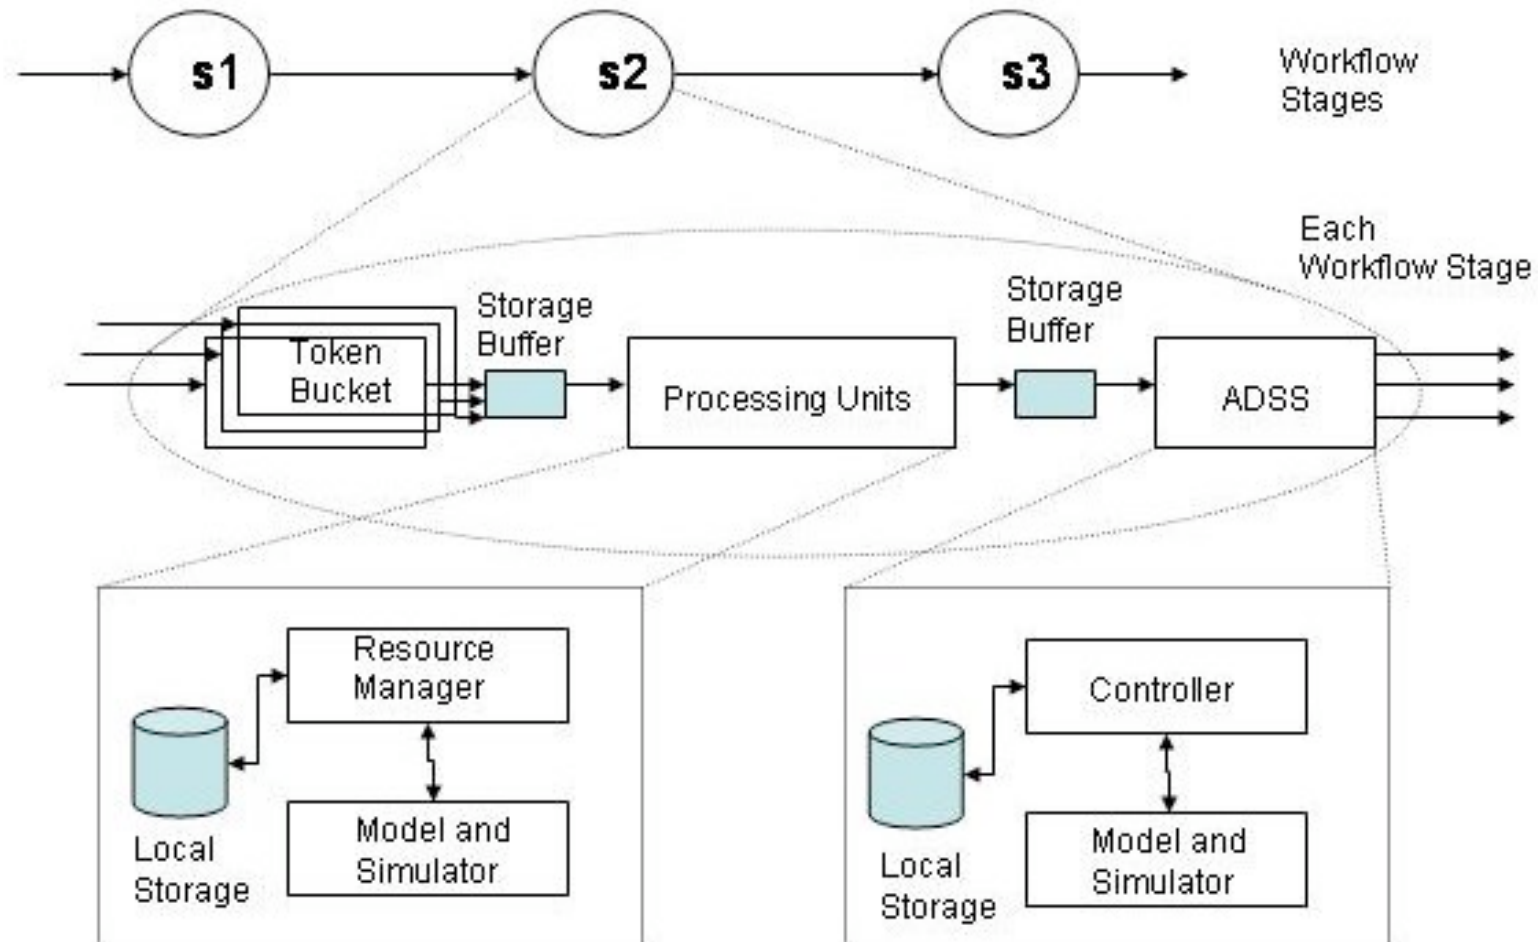 s1
s2
s3
Workflow
Stages
Each
Workflow Stage
Storage
Buffer
Storage
Buffer
Token
Bucket
Processing Units
ADSS
Resource
Manager
Model and
Simulator
Local
Storage
Controller
Model and
Simulator
Local
Storage